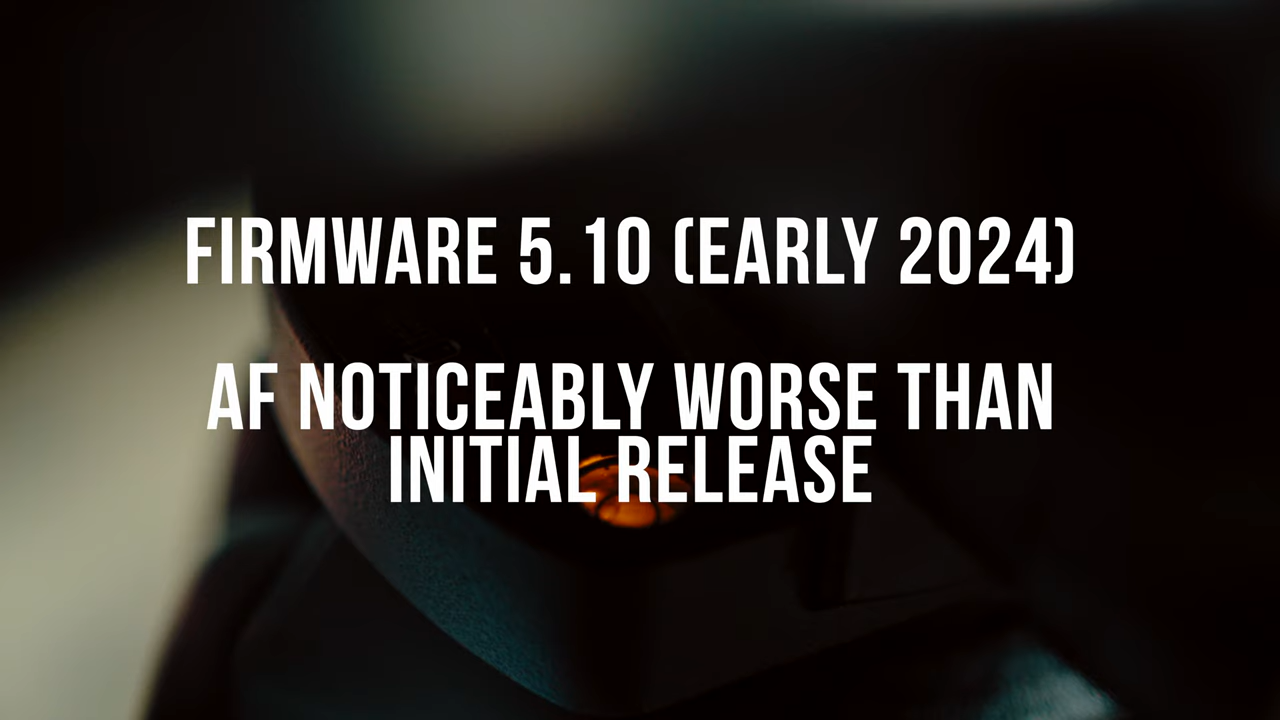 FIRMWARE 5.10 (EARLY 2024)
AF NOTICEABLY WORSE THAN
INITIAL RELEASE